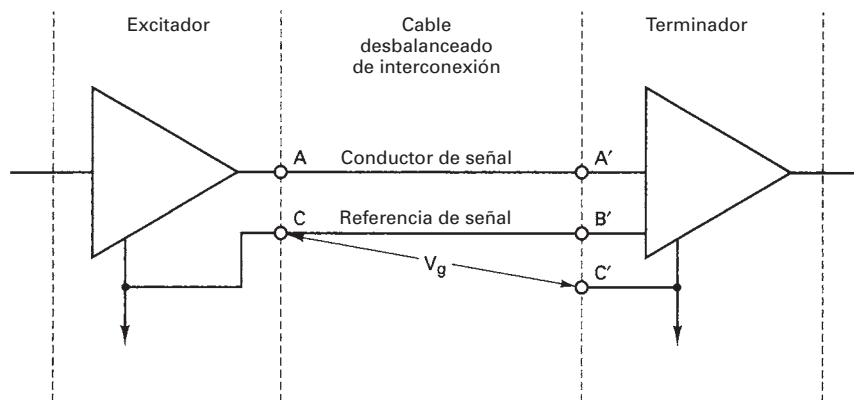 Excitador
Cable
desbalanceado
de interconexión
Terminador
A
Conductor de señal
A′
C
Referencia de señal
B′
Vg
C′